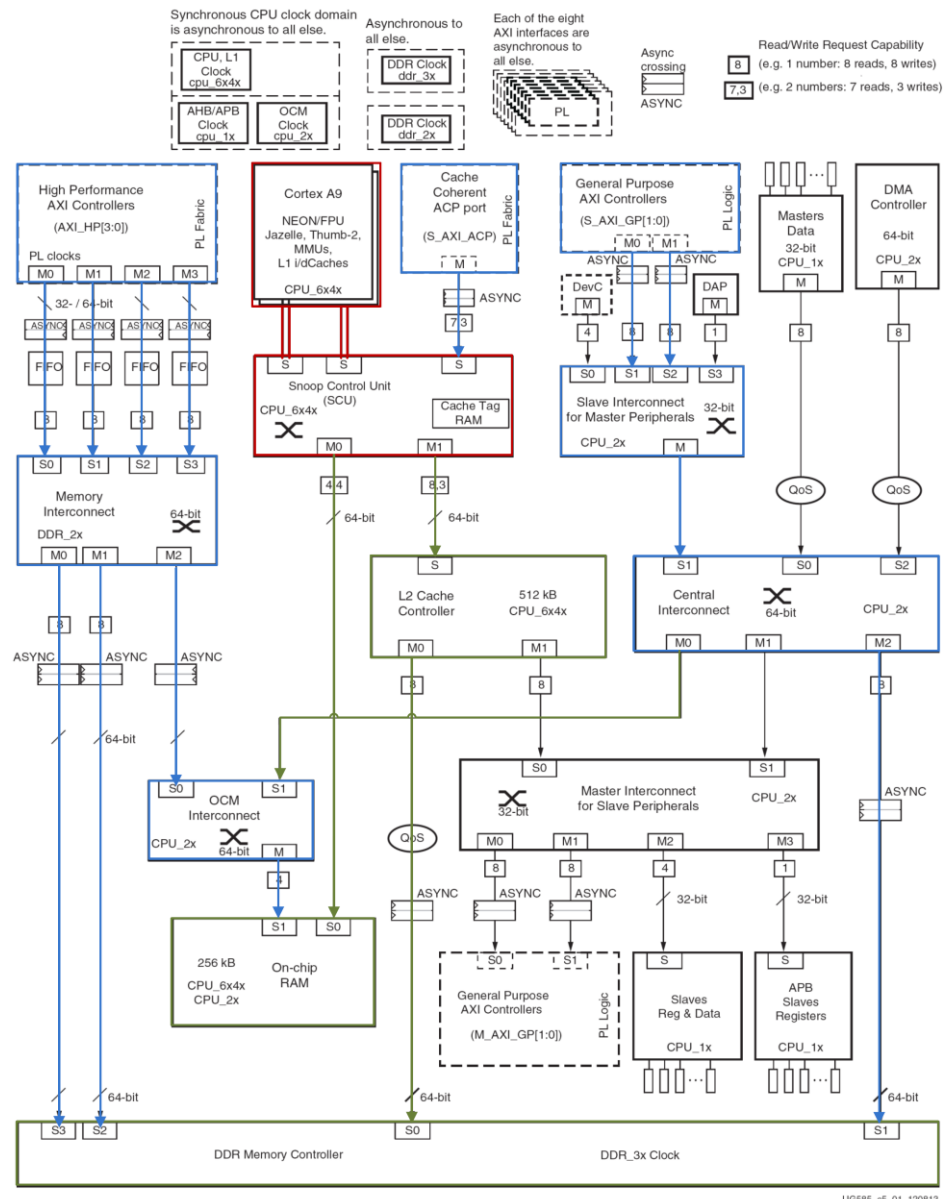 Synchronous CPU clock domain
is asynchronous to all else.
CPU, L1
Clock
cpu_6x4x
AHB/APB
Clock
cpu_1x
OCM
Clock
cpu_2x
Asynchronous to
all else.
DDR Clock
ddr_3x
DDR Clock
ddr_2x
Each of the eight
AXI interfaces are
asynchronous to
all else.
PL
Async
crossing
ASYNC
Read/Write Request Capability
8
(e.g. 1 number: 8 reads, 8 writes)
7,3
(e.g. 2 numbers: 7 reads, 3 writes)
High Performance
AXI Controllers
(AXI_HP[3:0])
PL Fabric
PL clocks
M0 M1 M2 M3
32- / 64-bit
ASYNC ASYNC ASYNC ASYNC
FIFO FIFO FIFO FIFO
8 8 8 8
S0 S1 S2 S3
Memory
Interconnect
64-bit
DDR_2x
M0 M1 M2
8 8
ASYNC ASYNC ASYNC
64-bit
64-bit
Cortex A9
NEON/FPU
Jazelle, Thumb-2,
MMUs,
L1 i/dCaches
CPU_6x4x
Cache
Coherent
ACP port
(S_AXI_ACP)
PL Fabric
M
ASYNC
7,3
S S S
Snoop Control Unit
(SCU)
CPU_6x4x
Cache Tag
RAM
M0 M1
4,4 8,3
64-bit 64-bit
General Purpose
AXI Controllers
(S_AXI_GP[1:0])
PL Logic
M0 M1
ASYNC ASYNC
DevC
M
DAP
M
4 8 8 1
S0 S1 S2 S3
Slave Interconnect
for Master Peripherals
32-bit
CPU_2x
M
Masters
Data
32-bit
CPU_1x
8
QoS
DMA
Controller
64-bit
CPU_2x
8
QoS
S
L2 Cache
Controller
512 kB
CPU_6x4x
M0 M1
8 8
S1 S0 S2
Central
Interconnect
64-bit
CPU_2x
M0 M1 M2
8
ASYNC
64-bit
S0 S1
OCM
Interconnect
CPU_2x
64-bit
M
4
QoS
ASYNC
64-bit
S0 S1
Master Interconnect
for Slave Peripherals
32-bit
CPU_2x
M0 M1 M2 M3
8 8 4 1
ASYNC ASYNC 32-bit 32-bit
S1 S0
256 kB
CPU_6x4x
CPU_2x
On-chip
RAM
S0 S1
General Purpose
AXI Controllers
(M_AXI_GP[1:0])
PL Logic
S
Slaves
Reg & Data
CPU_1x
S
APB
Slaves
Registers
CPU_1x
S3 S2 S0 S1
DDR Memory Controller
DDR_3x Clock